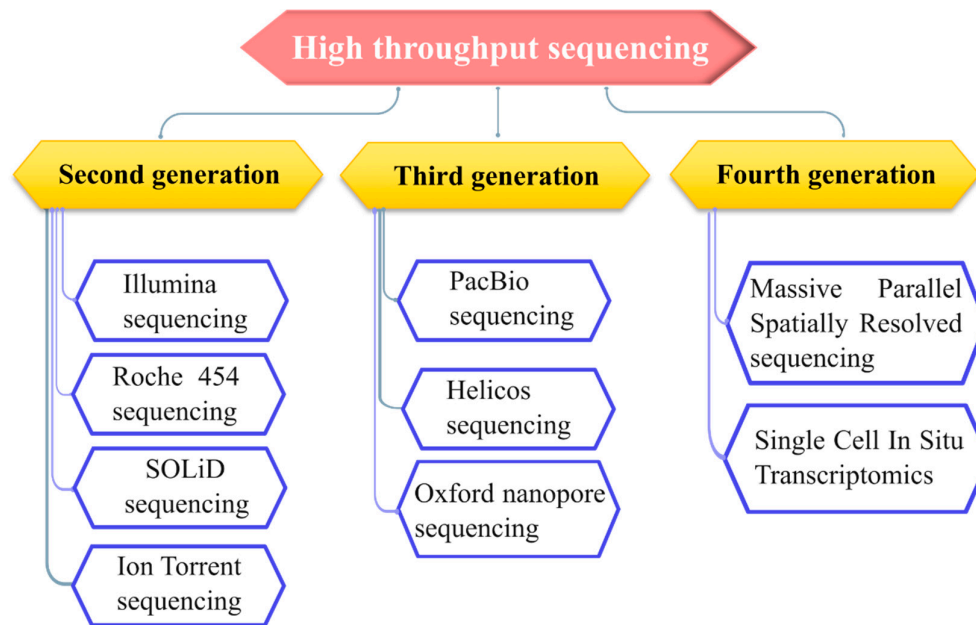 High throughput sequencing
Second generation
Illumina
sequencing
Roche 454
sequencing
SOLiD
sequencing
Ion Torrent
sequencing
Third generation
PacBio
sequencing
Helicos
sequencing
Oxford nanopore
sequencing
Fourth generation
Massive Parallel
Spatially Resolved
sequencing
Single Cell In Situ
Transcriptomics